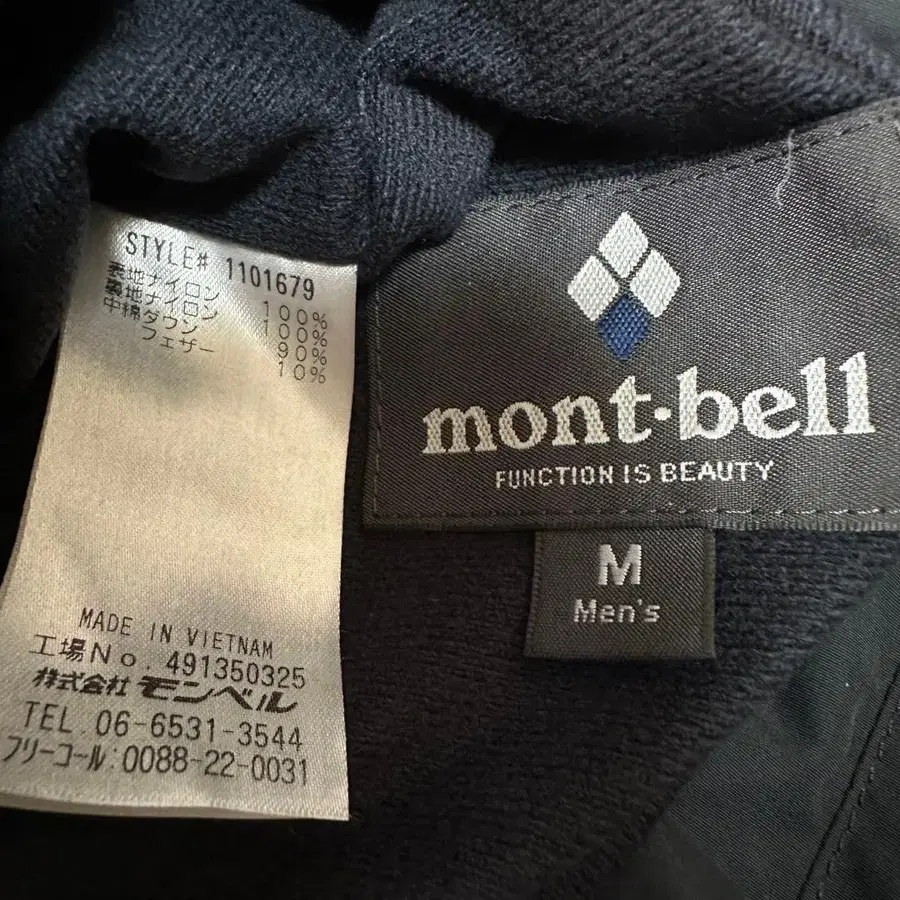 STYLE# 1101679
表地ナイロン 100%
裏地ナイロン 100%
中綿ダウン 90%
フェザー 10%
MADE IN VIETNAM
工場No. 491350325
株式会社 モンベル
TEL. 06-6531-3544
フリーコール: 0088-22-0031
mont-bell
FUNCTION IS BEAUTY
M
Men's